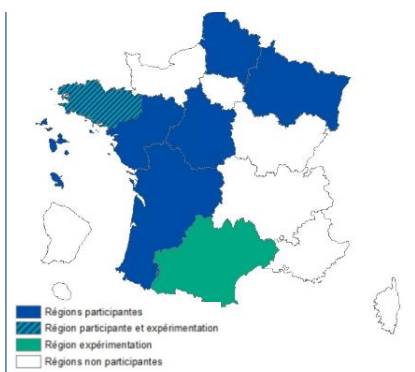 Régions participantes
Région participante et expérimentation
Région expérimentation
Régions non participantes